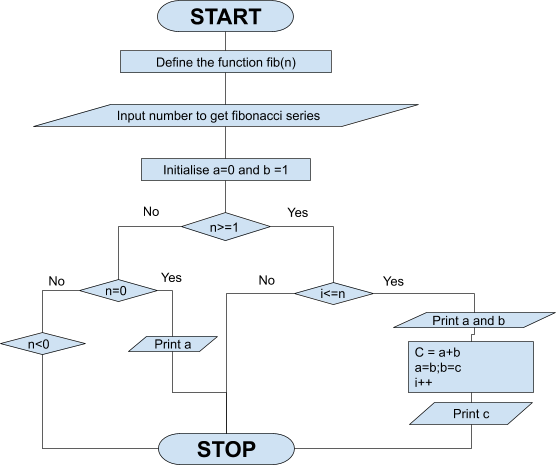 START
Define the function fib(n)
Input number to get fibonacci series
Initialise a=0 and b =1
No
Yes
n>=1
No
Yes
No
Yes
n=0
i<=n
Print a and b
n<0
Print a
C = a+b
a=b;b=c
i++
Print c
STOP